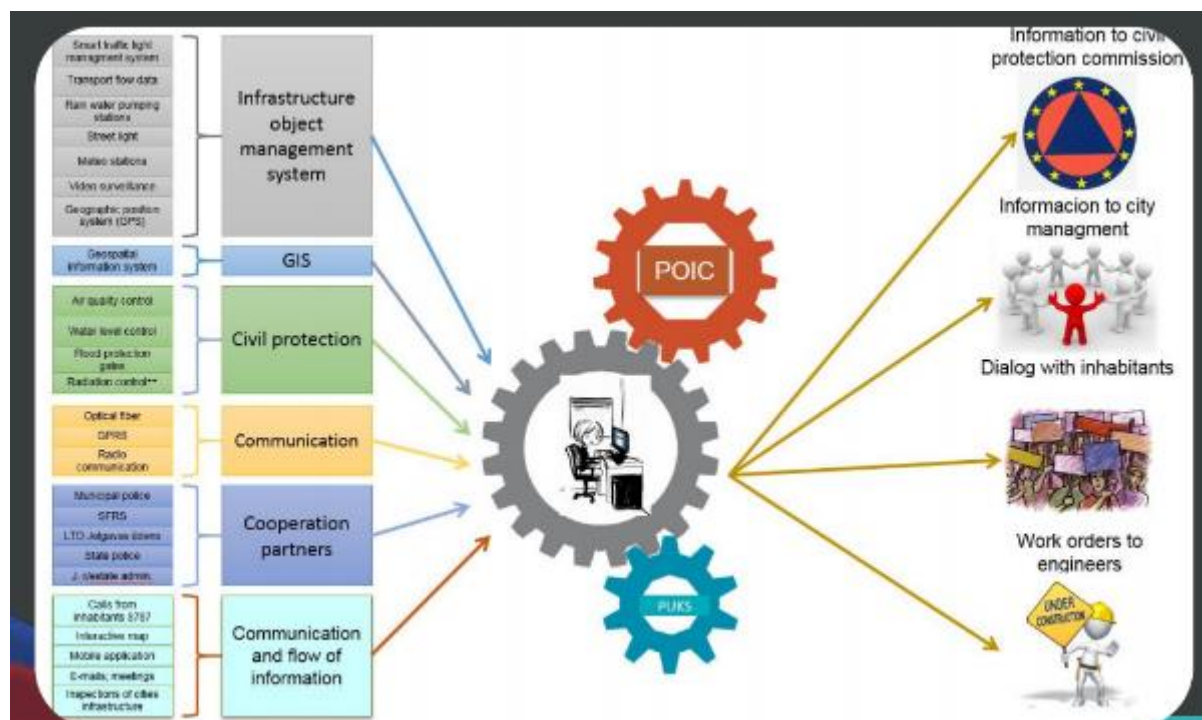 Smart traffic light
managment system
Transport flow data
Rain water pumping
stations
Street light
Meteo stations
Video surveillance
Geographic position
system (GPS)
Infrastructure
object
management
system
Geospatial
information system
GIS
Air quality control
Water level control
Flood protection
gates
Radiation control**
Civil protection
Optical fiber
GPRS
Radio
communication
Communication
Municipal police
SFRS
LTD Jelgavas ūdens
State police
J. r/estate admin.
Cooperation
partners
Calls from
inhabitants 8787
Interactive map
Mobile application
E-mails; meetings
Inspections of cities
infrastructure
Communication
and flow of
information
POIC
PUKS
Information to civil
protection commission
Informacion to city
managment
Dialog with inhabitants
Work orders to
engineers
UNDER
CONSTRUCTION